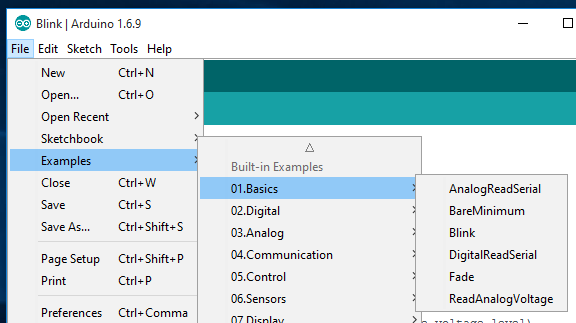 Blink | Arduino 1.6.9
File Edit Sketch Tools Help
New Ctrl+N
Open... Ctrl+O
Open Recent
Sketchbook
Examples
Close Ctrl+W
Save Ctrl+S
Save As... Ctrl+Shift+S
Page Setup Ctrl+Shift+P
Print Ctrl+P
Preferences Ctrl+Comma
Built-in Examples
01.Basics
02.Digital
03.Analog
04.Communication
05.Control
06.Sensors
07.Display
AnalogReadSerial
BareMinimum
Blink
DigitalReadSerial
Fade
ReadAnalogVoltage
voltage level)